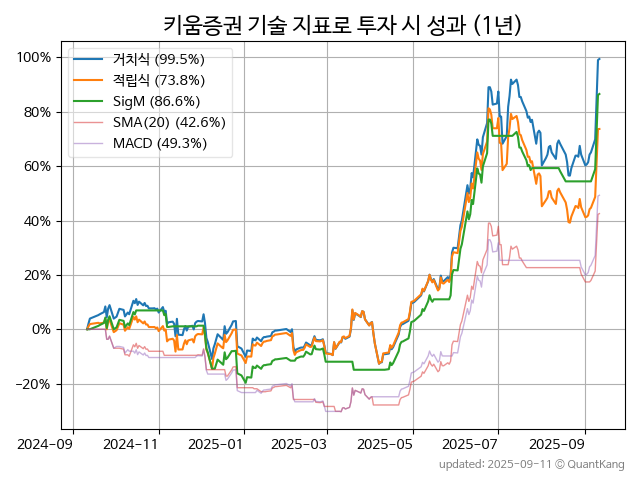 키움증권 기술 지표로 투자 시 성과 (1년)
거치식 (99.5%)
적립식 (73.8%)
SigM (86.6%)
SMA(20) (42.6%)
MACD (49.3%)
100%
80%
60%
40%
20%
0%
−20%
2024-09 2024-11 2025-01 2025-03 2025-05 2025-07 2025-09
updated: 2025-09-11 © QuantKang